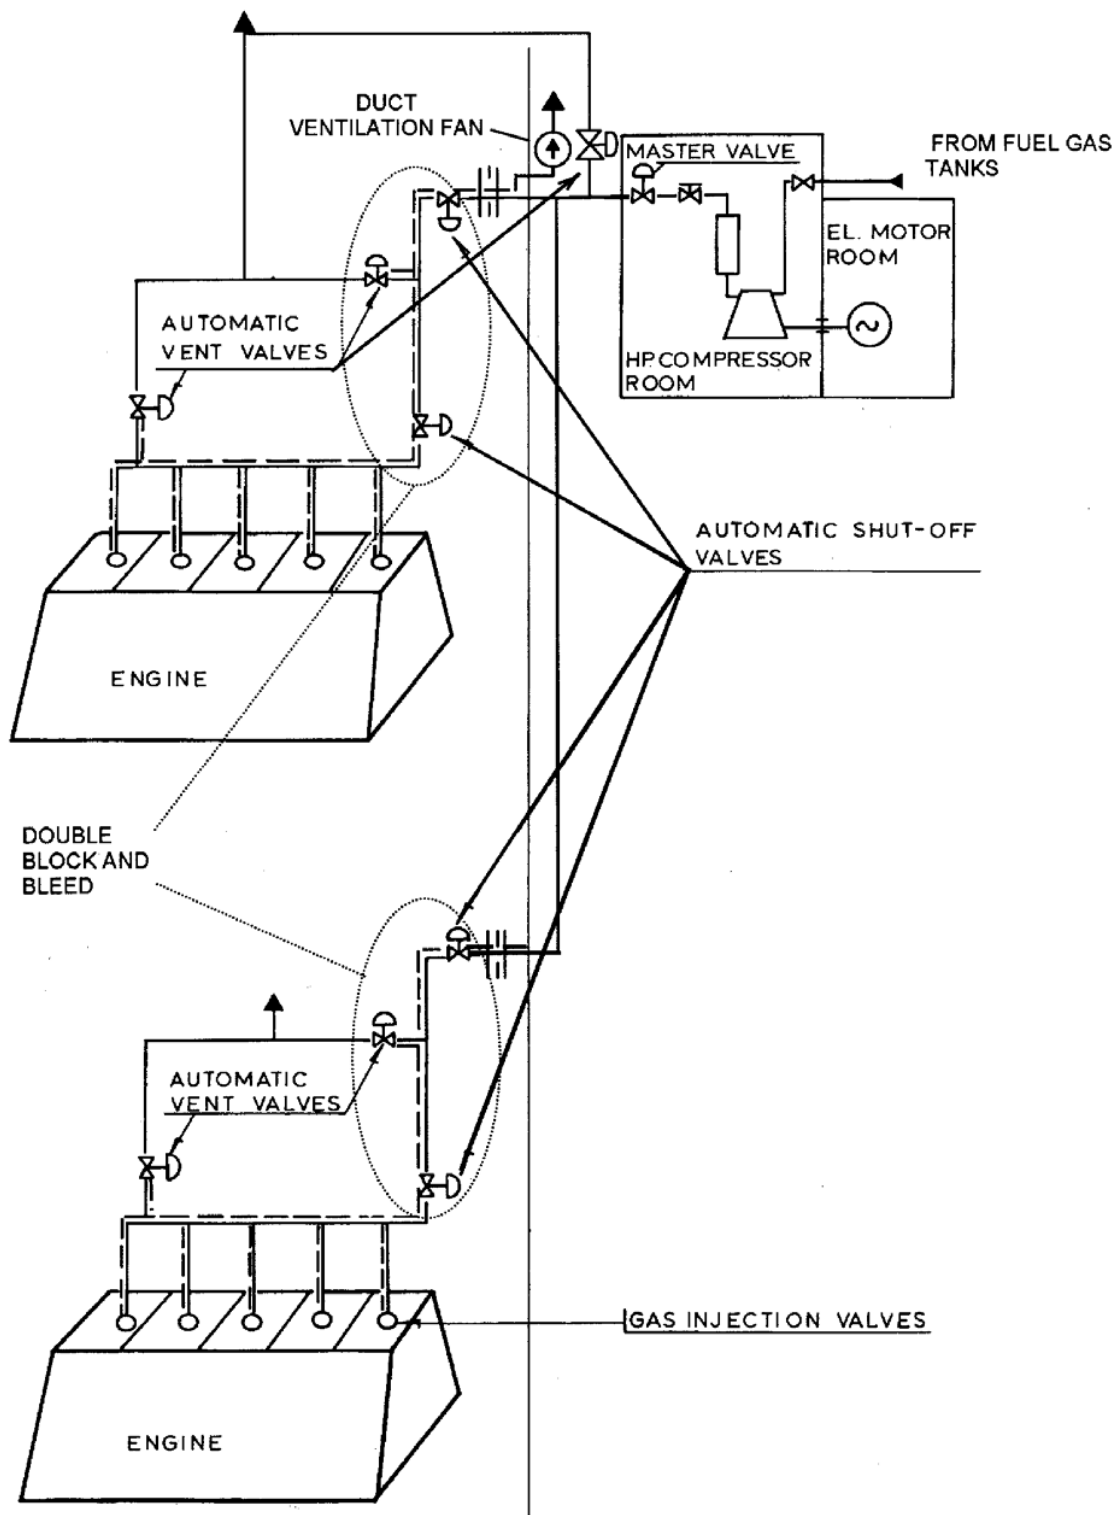 DUCT
VENTILATION FAN
MASTER VALVE
FROM FUEL GAS
TANKS
EL. MOTOR
ROOM
HP. COMPRESSOR
ROOM
AUTOMATIC
VENT VALVES
AUTOMATIC SHUT-OFF
VALVES
ENGINE
DOUBLE
BLOCK AND
BLEED
AUTOMATIC
VENT VALVES
GAS INJECTION VALVES
ENGINE